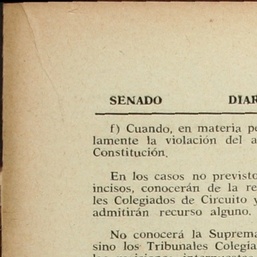 SENADO DIAR
f) Cuando, en materia pe
lamente la violación del a
Constitución.
En los casos no previsto
incisos, conocerán de la re
les Colegiados de Circuito y
admitirán recurso alguno.
No conocerá la Suprema
sino los Tribunales Colegia